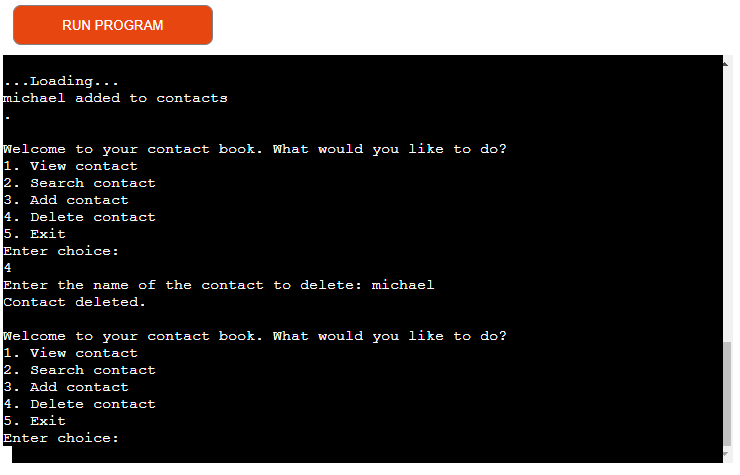 RUN PROGRAM
...Loading...
michael added to contacts
.
Welcome to your contact book. What would you like to do?
1. View contact
2. Search contact
3. Add contact
4. Delete contact
5. Exit
Enter choice:
4
Enter the name of the contact to delete: michael
Contact deleted.
Welcome to your contact book. What would you like to do?
1. View contact
2. Search contact
3. Add contact
4. Delete contact
5. Exit
Enter choice: